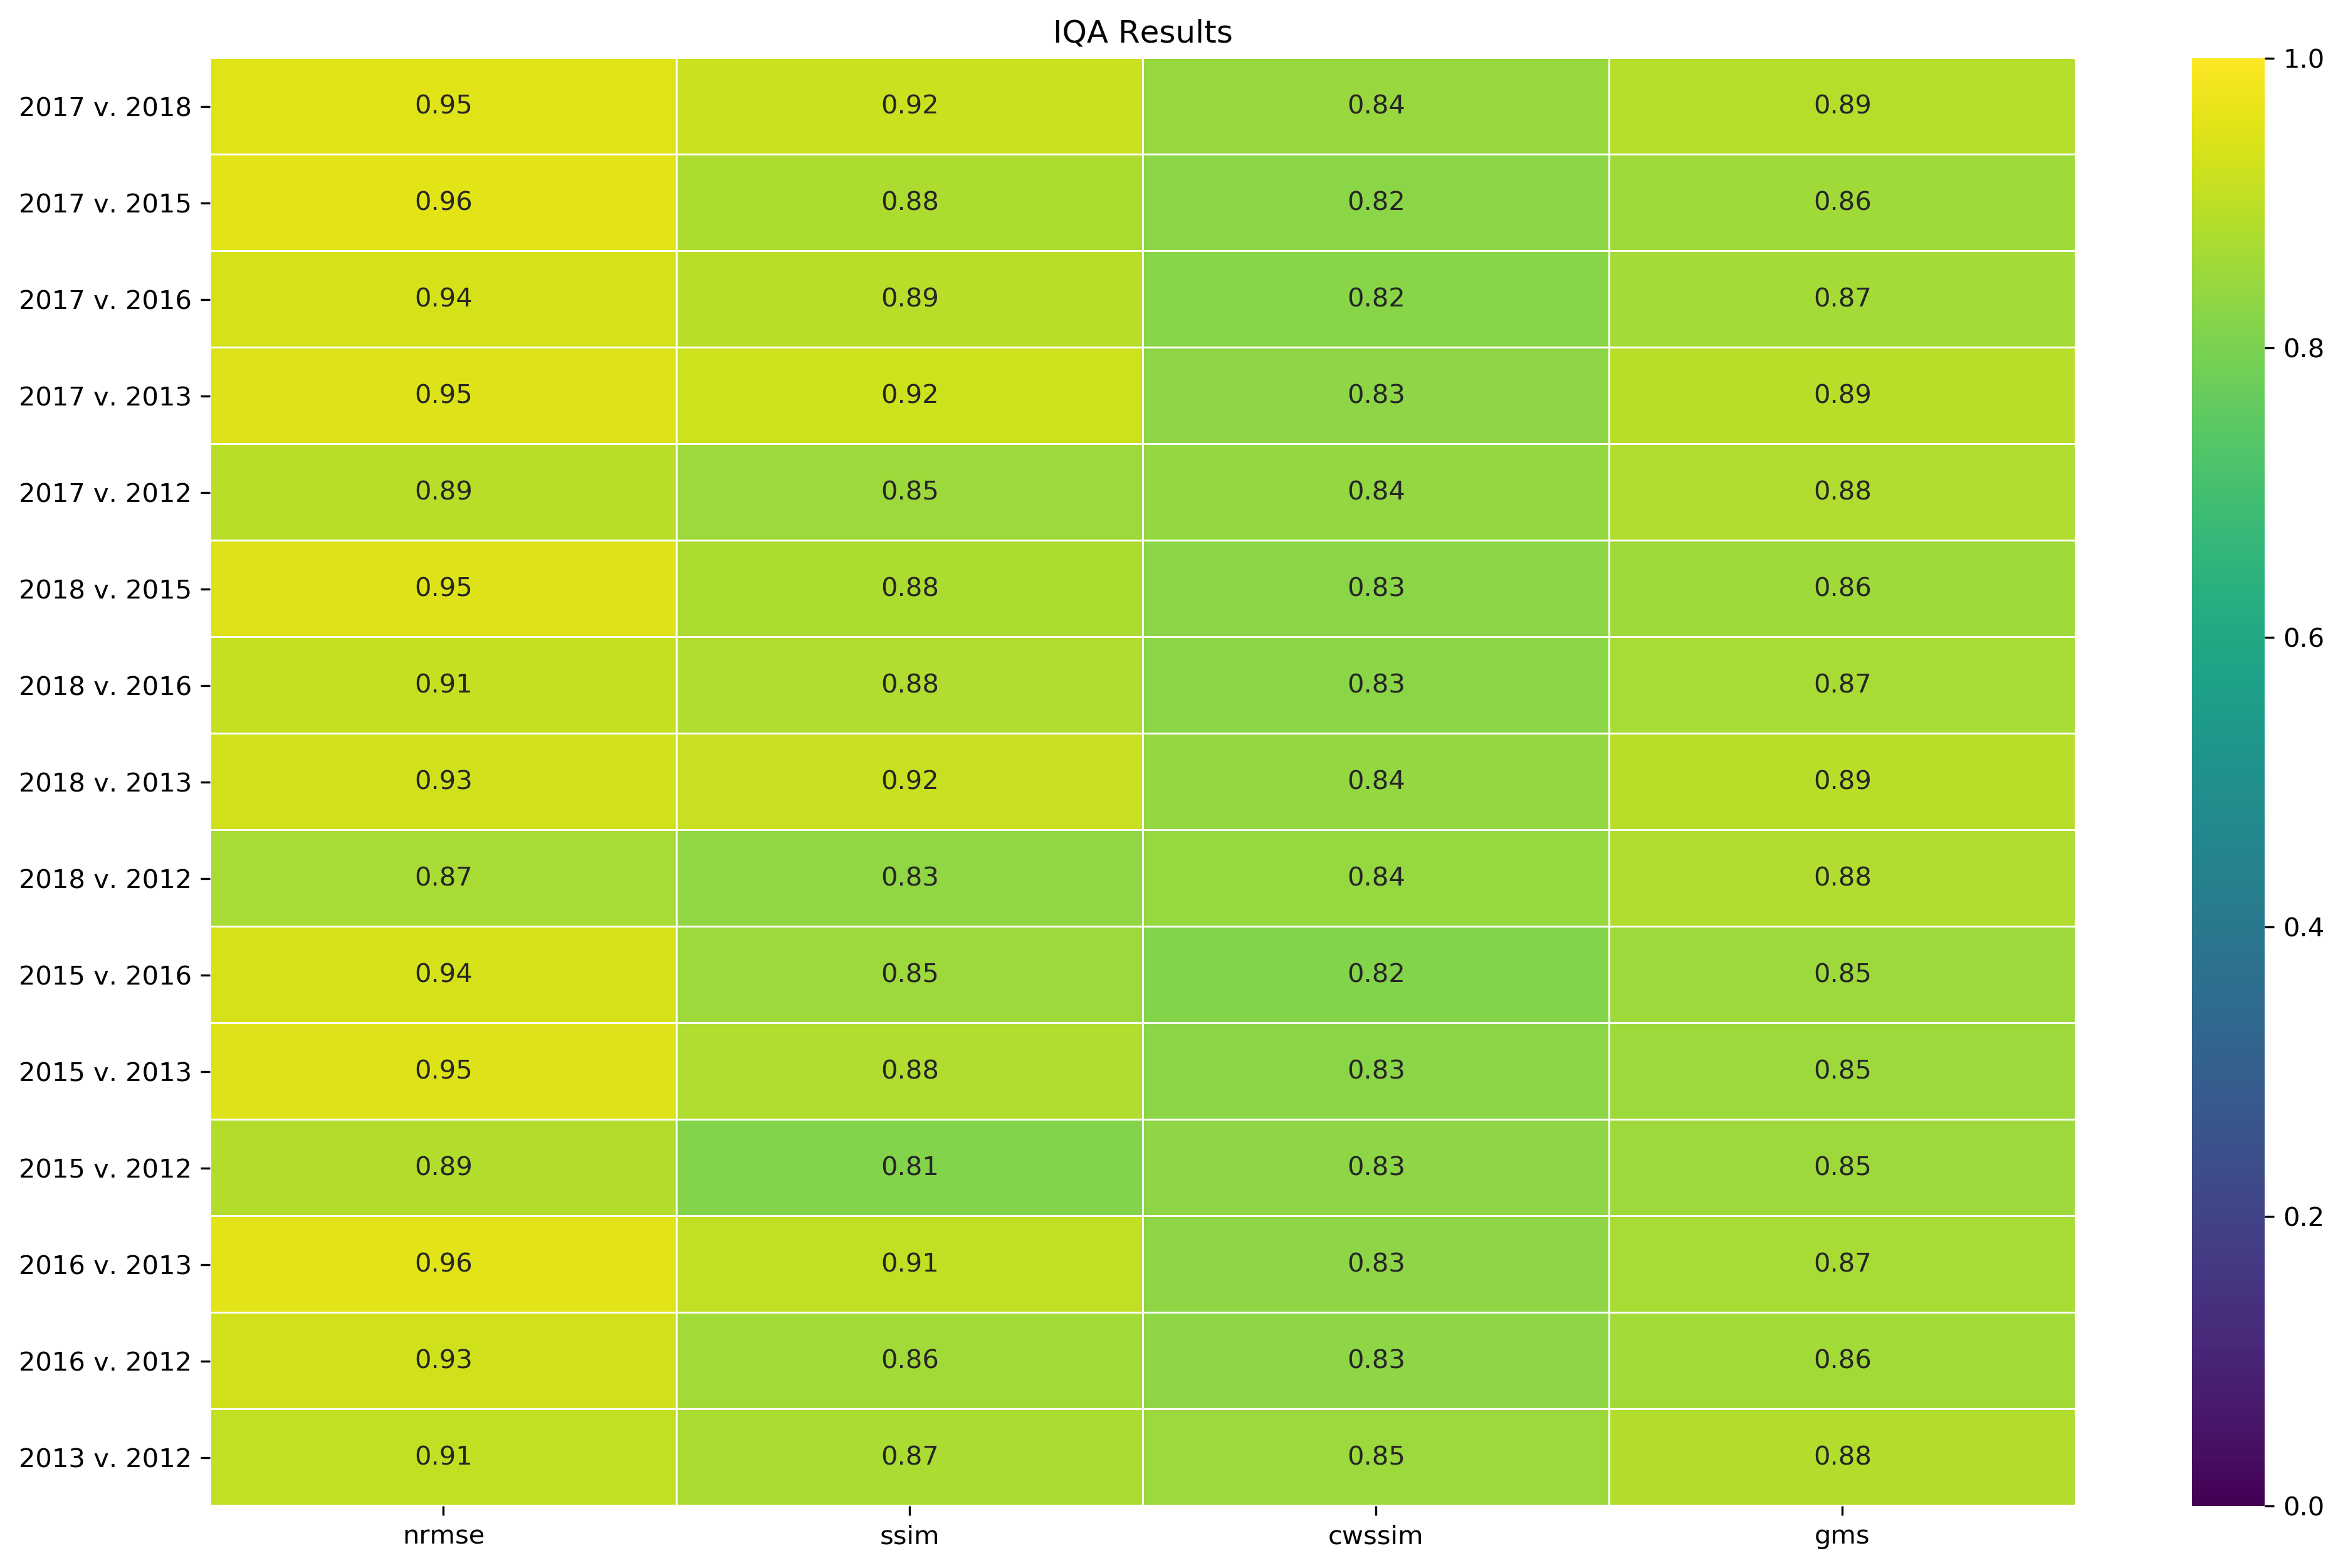 IQA Results
2017 v. 2018 0.95 0.92 0.84 0.89
2017 v. 2015 0.96 0.88 0.82 0.86
2017 v. 2016 0.94 0.89 0.82 0.87
2017 v. 2013 0.95 0.92 0.83 0.89
2017 v. 2012 0.89 0.85 0.84 0.88
2018 v. 2015 0.95 0.88 0.83 0.86
2018 v. 2016 0.91 0.88 0.83 0.87
2018 v. 2013 0.93 0.92 0.84 0.89
2018 v. 2012 0.87 0.83 0.84 0.88
2015 v. 2016 0.94 0.85 0.82 0.85
2015 v. 2013 0.95 0.88 0.83 0.85
2015 v. 2012 0.89 0.81 0.83 0.85
2016 v. 2013 0.96 0.91 0.83 0.87
2016 v. 2012 0.93 0.86 0.83 0.86
2013 v. 2012 0.91 0.87 0.85 0.88
nrmse ssim cwssim gms
1.0
0.8
0.6
0.4
0.2
0.0